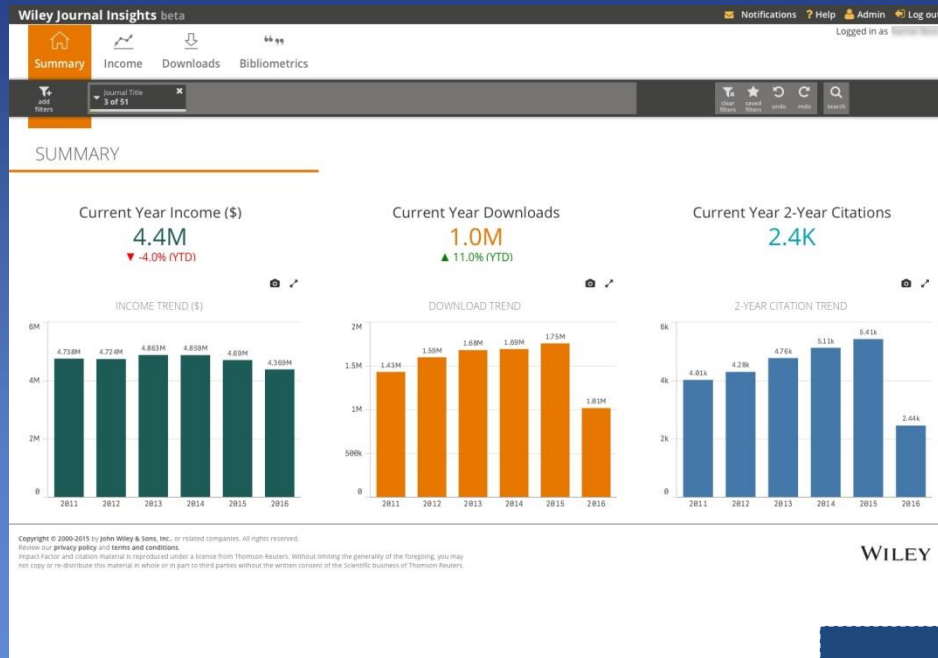 Wiley Journal Insights beta
Notifications ? Help Admin Log out
Logged in as
Summary Income Downloads Bibliometrics
add filters
Journal Title
3 of 51
clear filters
saved filters
undo
redo
search
SUMMARY
Current Year Income ($)
4.4M
▼ -4.0% (YTD)
INCOME TREND ($)
6M
4M
2M
0
4.738M 4.724M 4.863M 4.859M 4.69M 4.369M
2011 2012 2013 2014 2015 2016
Current Year Downloads
1.0M
▲ 11.0% (YTD)
DOWNLOAD TREND
2M
1.5M
1M
500k
0
1.43M 1.59M 1.68M 1.69M 1.75M 1.01M
2011 2012 2013 2014 2015 2016
Current Year 2-Year Citations
2.4K
2-YEAR CITATION TREND
6k
4k
2k
0
4.01k 4.28k 4.76k 5.11k 5.41k 2.44k
2011 2012 2013 2014 2015 2016
Copyright © 2000-2015 by John Wiley & Sons, Inc., or related companies. All rights reserved.
Review our privacy policy and terms and conditions.
Impact Factor and citation material is reproduced under a license from Thomson Reuters. Without limiting the generality of the foregoing, you may
not copy or re-distribute this material in whole or in part to third parties without the written consent of the Scientific business of Thomson Reuters.
WILEY